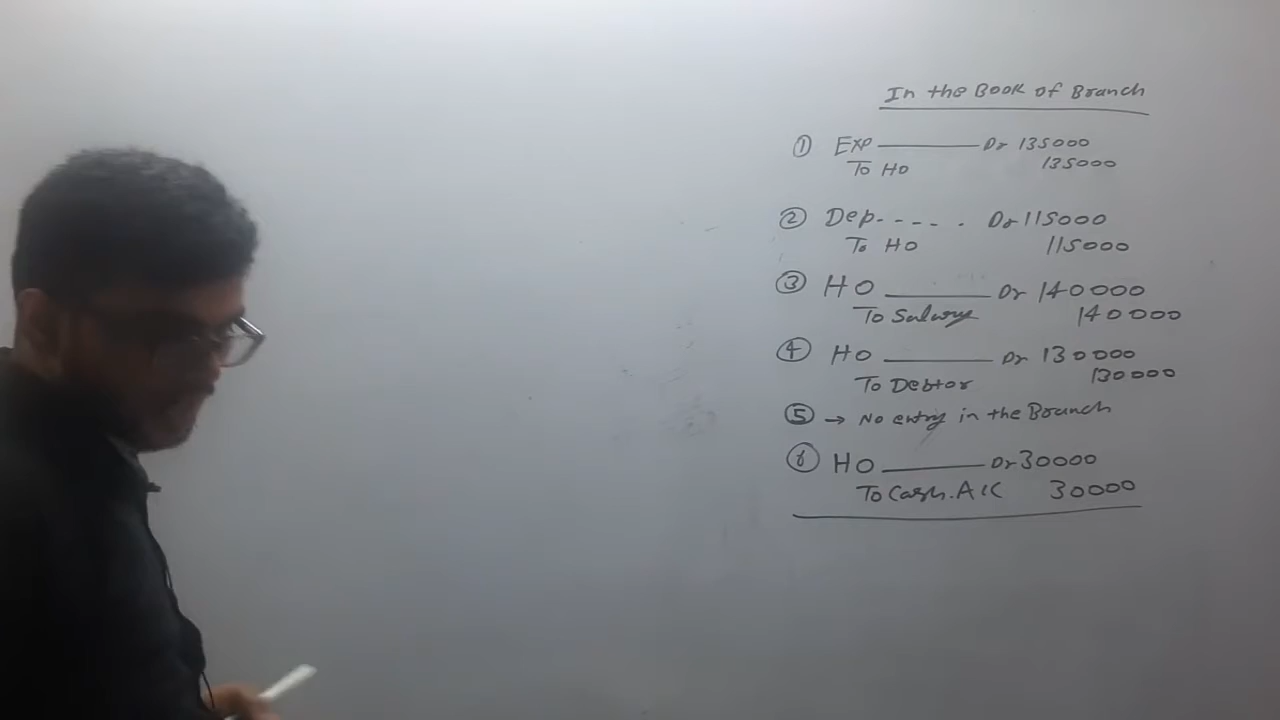 In the Book of Branch
① Exp ——— Dr 135000
To HO 135000
② Dep- - - - . Dr 115000
To HO 115000
③ HO ——— Dr 140000
To Salary 140000
④ HO ——— Dr 130000
To Debtor 130000
⑤ → No entry in the Branch
⑥ HO ——— Dr 30000
To Cash. A/C 30000